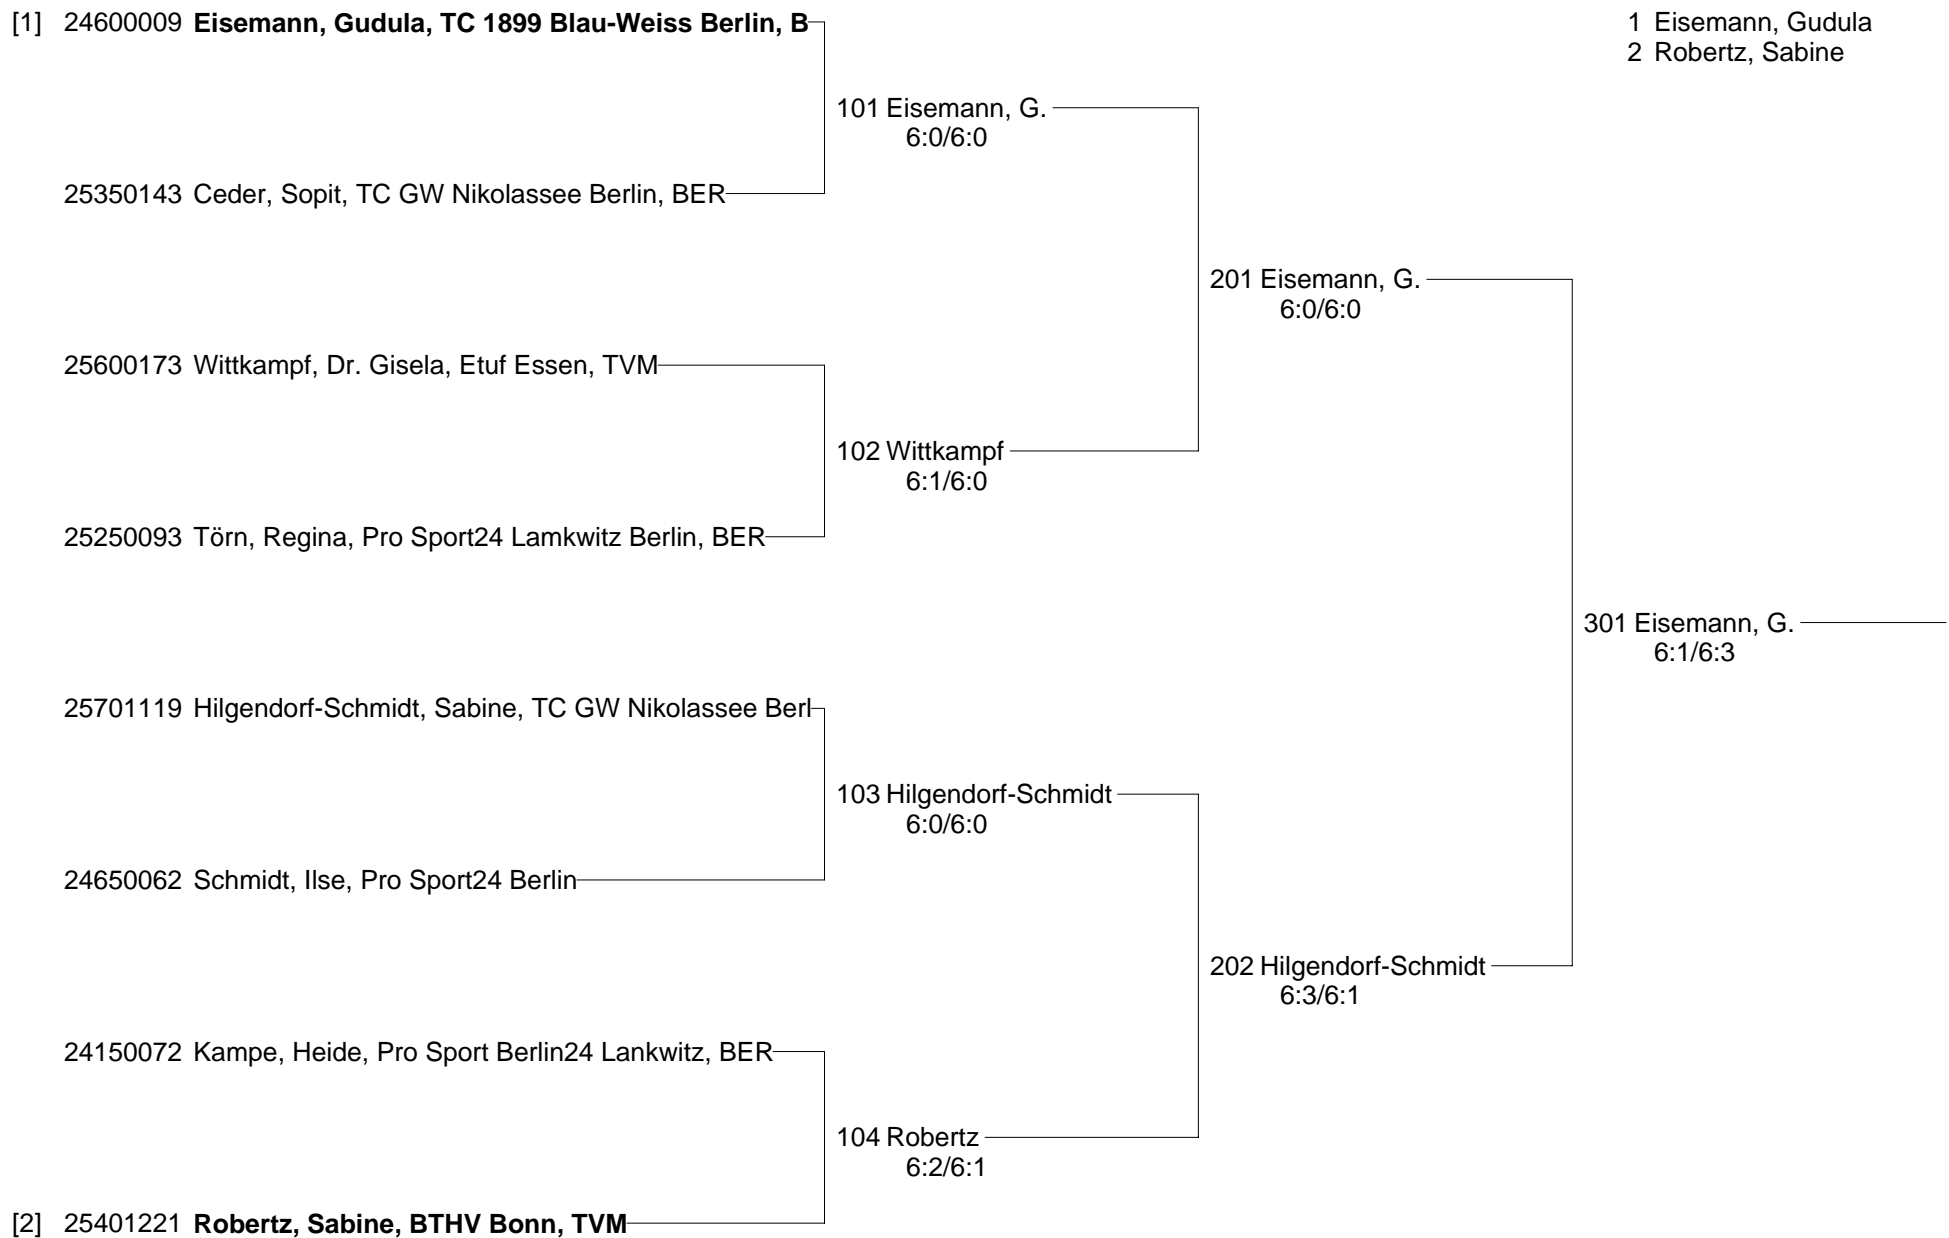 [1] 24600009 Eisemann, Gudula, TC 1899 Blau-Weiss Berlin, B
1 Eisemann, Gudula
2 Robertz, Sabine
101 Eisemann, G.
6:0/6:0
25350143 Ceder, Sopit, TC GW Nikolassee Berlin, BER
201 Eisemann, G.
6:0/6:0
25600173 Wittkampf, Dr. Gisela, Etuf Essen, TVM
102 Wittkampf
6:1/6:0
25250093 Törn, Regina, Pro Sport24 Lamkwitz Berlin, BER
301 Eisemann, G.
6:1/6:3
25701119 Hilgendorf-Schmidt, Sabine, TC GW Nikolassee Berl
103 Hilgendorf-Schmidt
6:0/6:0
24650062 Schmidt, Ilse, Pro Sport24 Berlin
202 Hilgendorf-Schmidt
6:3/6:1
24150072 Kampe, Heide, Pro Sport Berlin24 Lankwitz, BER
104 Robertz
6:2/6:1
[2] 25401221 Robertz, Sabine, BTHV Bonn, TVM